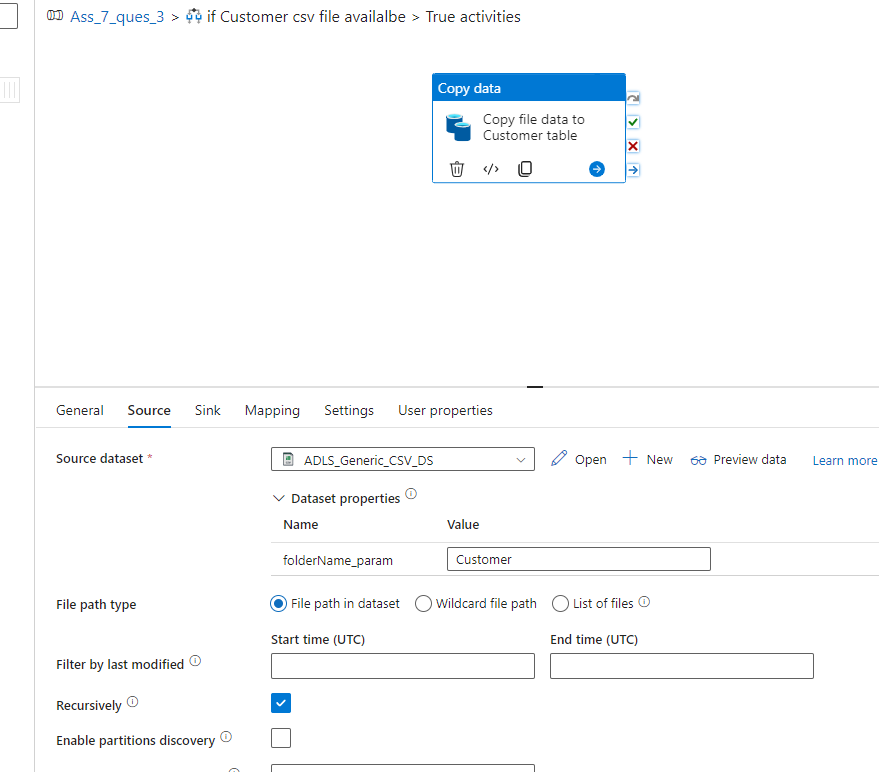 Ass_7_ques_3 > if Customer csv file availalbe > True activities
Copy data
Copy file data to
Customer table
General Source Sink Mapping Settings User properties
Source dataset * ADLS_Generic_CSV_DS Open New Preview data Learn more
Dataset properties
Name Value
folderName_param Customer
File path type File path in dataset Wildcard file path List of files
Start time (UTC) End time (UTC)
Filter by last modified
Recursively
Enable partitions discovery